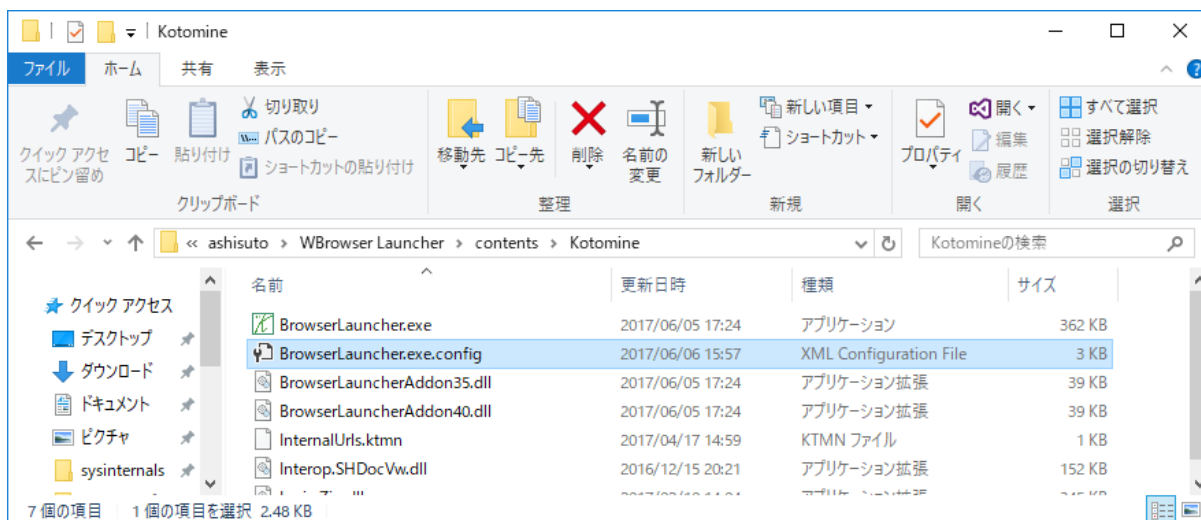 Kotomine
ファイル ホーム 共有 表示
クイック アクセスにピン留め
コピー
貼り付け
切り取り
パスのコピー
ショートカットの貼り付け
クリップボード
移動先
コピー先
削除
名前の変更
整理
新しいフォルダー
新しい項目
ショートカット
新規
プロパティ
開く
編集
履歴
開く
すべて選択
選択解除
選択の切り替え
選択
« ashisuto > WBrowser Launcher > contents > Kotomine
Kotomineの検索
クイック アクセス
デスクトップ
ダウンロード
ドキュメント
ピクチャ
sysinternals
名前 更新日時 種類 サイズ
BrowserLauncher.exe 2017/06/05 17:24 アプリケーション 362 KB
BrowserLauncher.exe.config 2017/06/06 15:57 XML Configuration File 3 KB
BrowserLauncherAddon35.dll 2017/06/05 17:24 アプリケーション拡張 39 KB
BrowserLauncherAddon40.dll 2017/06/05 17:24 アプリケーション拡張 39 KB
InternalUrls.ktmn 2017/04/17 14:59 KTMN ファイル 1 KB
Interop.SHDocVw.dll 2016/12/15 20:21 アプリケーション拡張 152 KB
7 個の項目 1 個の項目を選択 2.48 KB